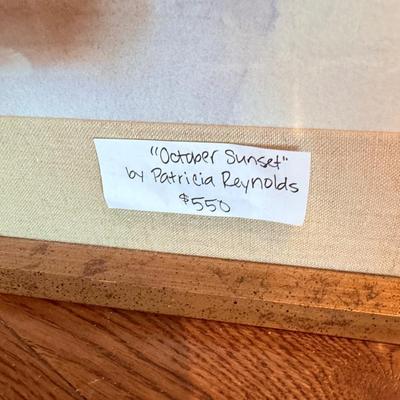 "October Sunset"
by Patricia Reynolds
$550